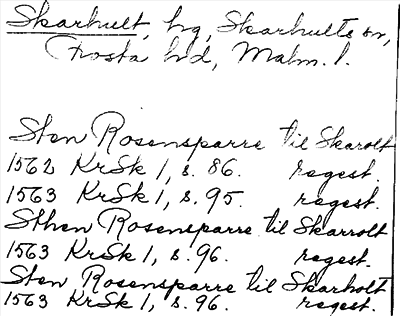 Skarhult, hg, Skarhults sn,
Frosta hd, Malm. l.
Sten Rosensparre til Skarolt
1562 KrSk 1, s. 86. regest.
1563 KrSk 1, s. 95. regest.
Sthen Rosensparre til Skarrolt
1563 KrSk 1, s. 96. regest.
Sten Rosensparre til Skarholt
1563 KrSk 1, s. 96. regest.